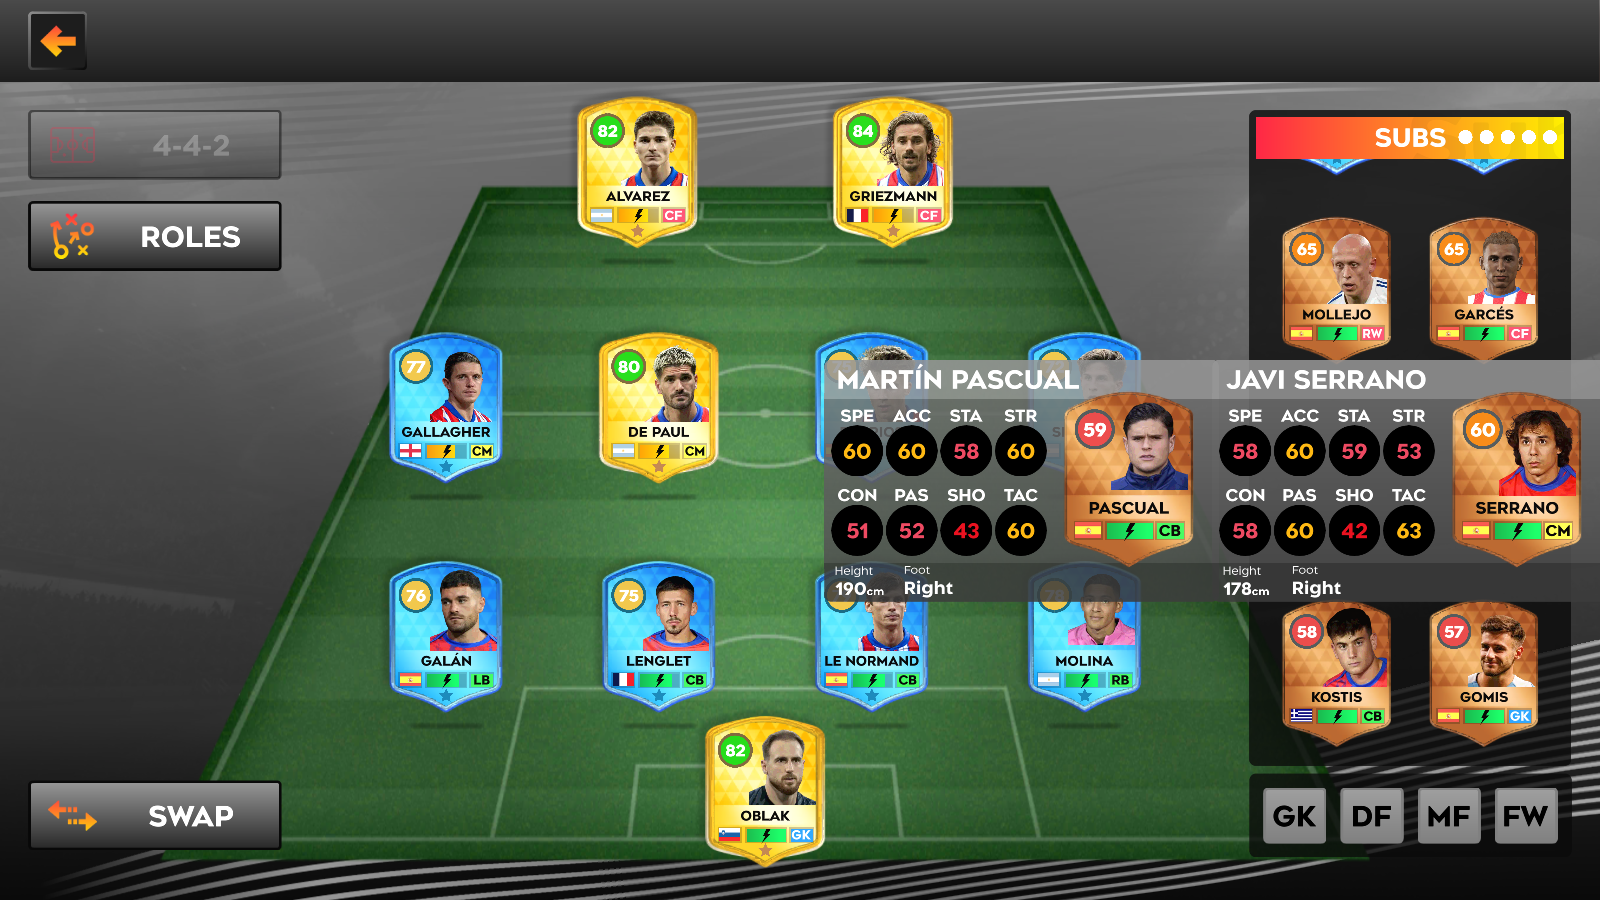 82
ALVAREZ
CF
84
GRIEZMANN
CF
4-4-2
ROLES
SUBS
65
MOLLEJO
RW
65
GARCÉS
CF
77
GALLAGHER
CM
80
DE PAUL
CM
MARTÍN PASCUAL
SPE ACC STA STR
60 60 58 60
CON PAS SHO TAC
51 52 43 60
Height Foot
190cm Right
59
PASCUAL
CB
JAVI SERRANO
SPE ACC STA STR
58 60 59 53
CON PAS SHO TAC
58 60 42 63
Height Foot
178cm Right
60
SERRANO
CM
76
GALÁN
LB
75
LENGLET
CB
LE NORMAND
CB
78
MOLINA
RB
58
KOSTIS
CB
57
GOMIS
GK
82
OBLAK
GK
SWAP
GK DF MF FW